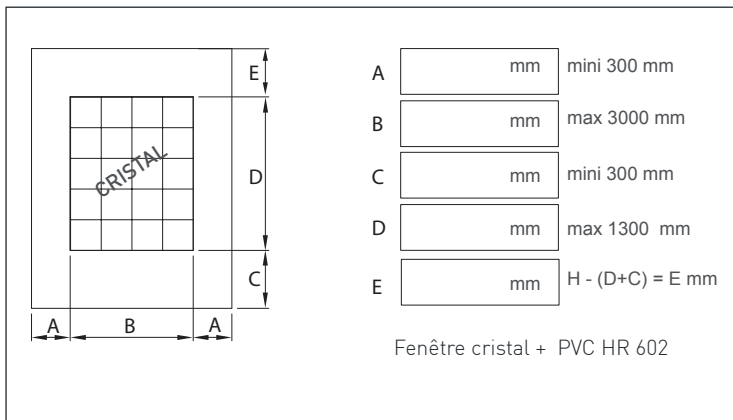 E
CRISTAL
D
C
A B A
A mm mini 300 mm
B mm max 3000 mm
C mm mini 300 mm
D mm max 1300 mm
E mm H - (D+C) = E mm
Fenêtre cristal + PVC HR 602